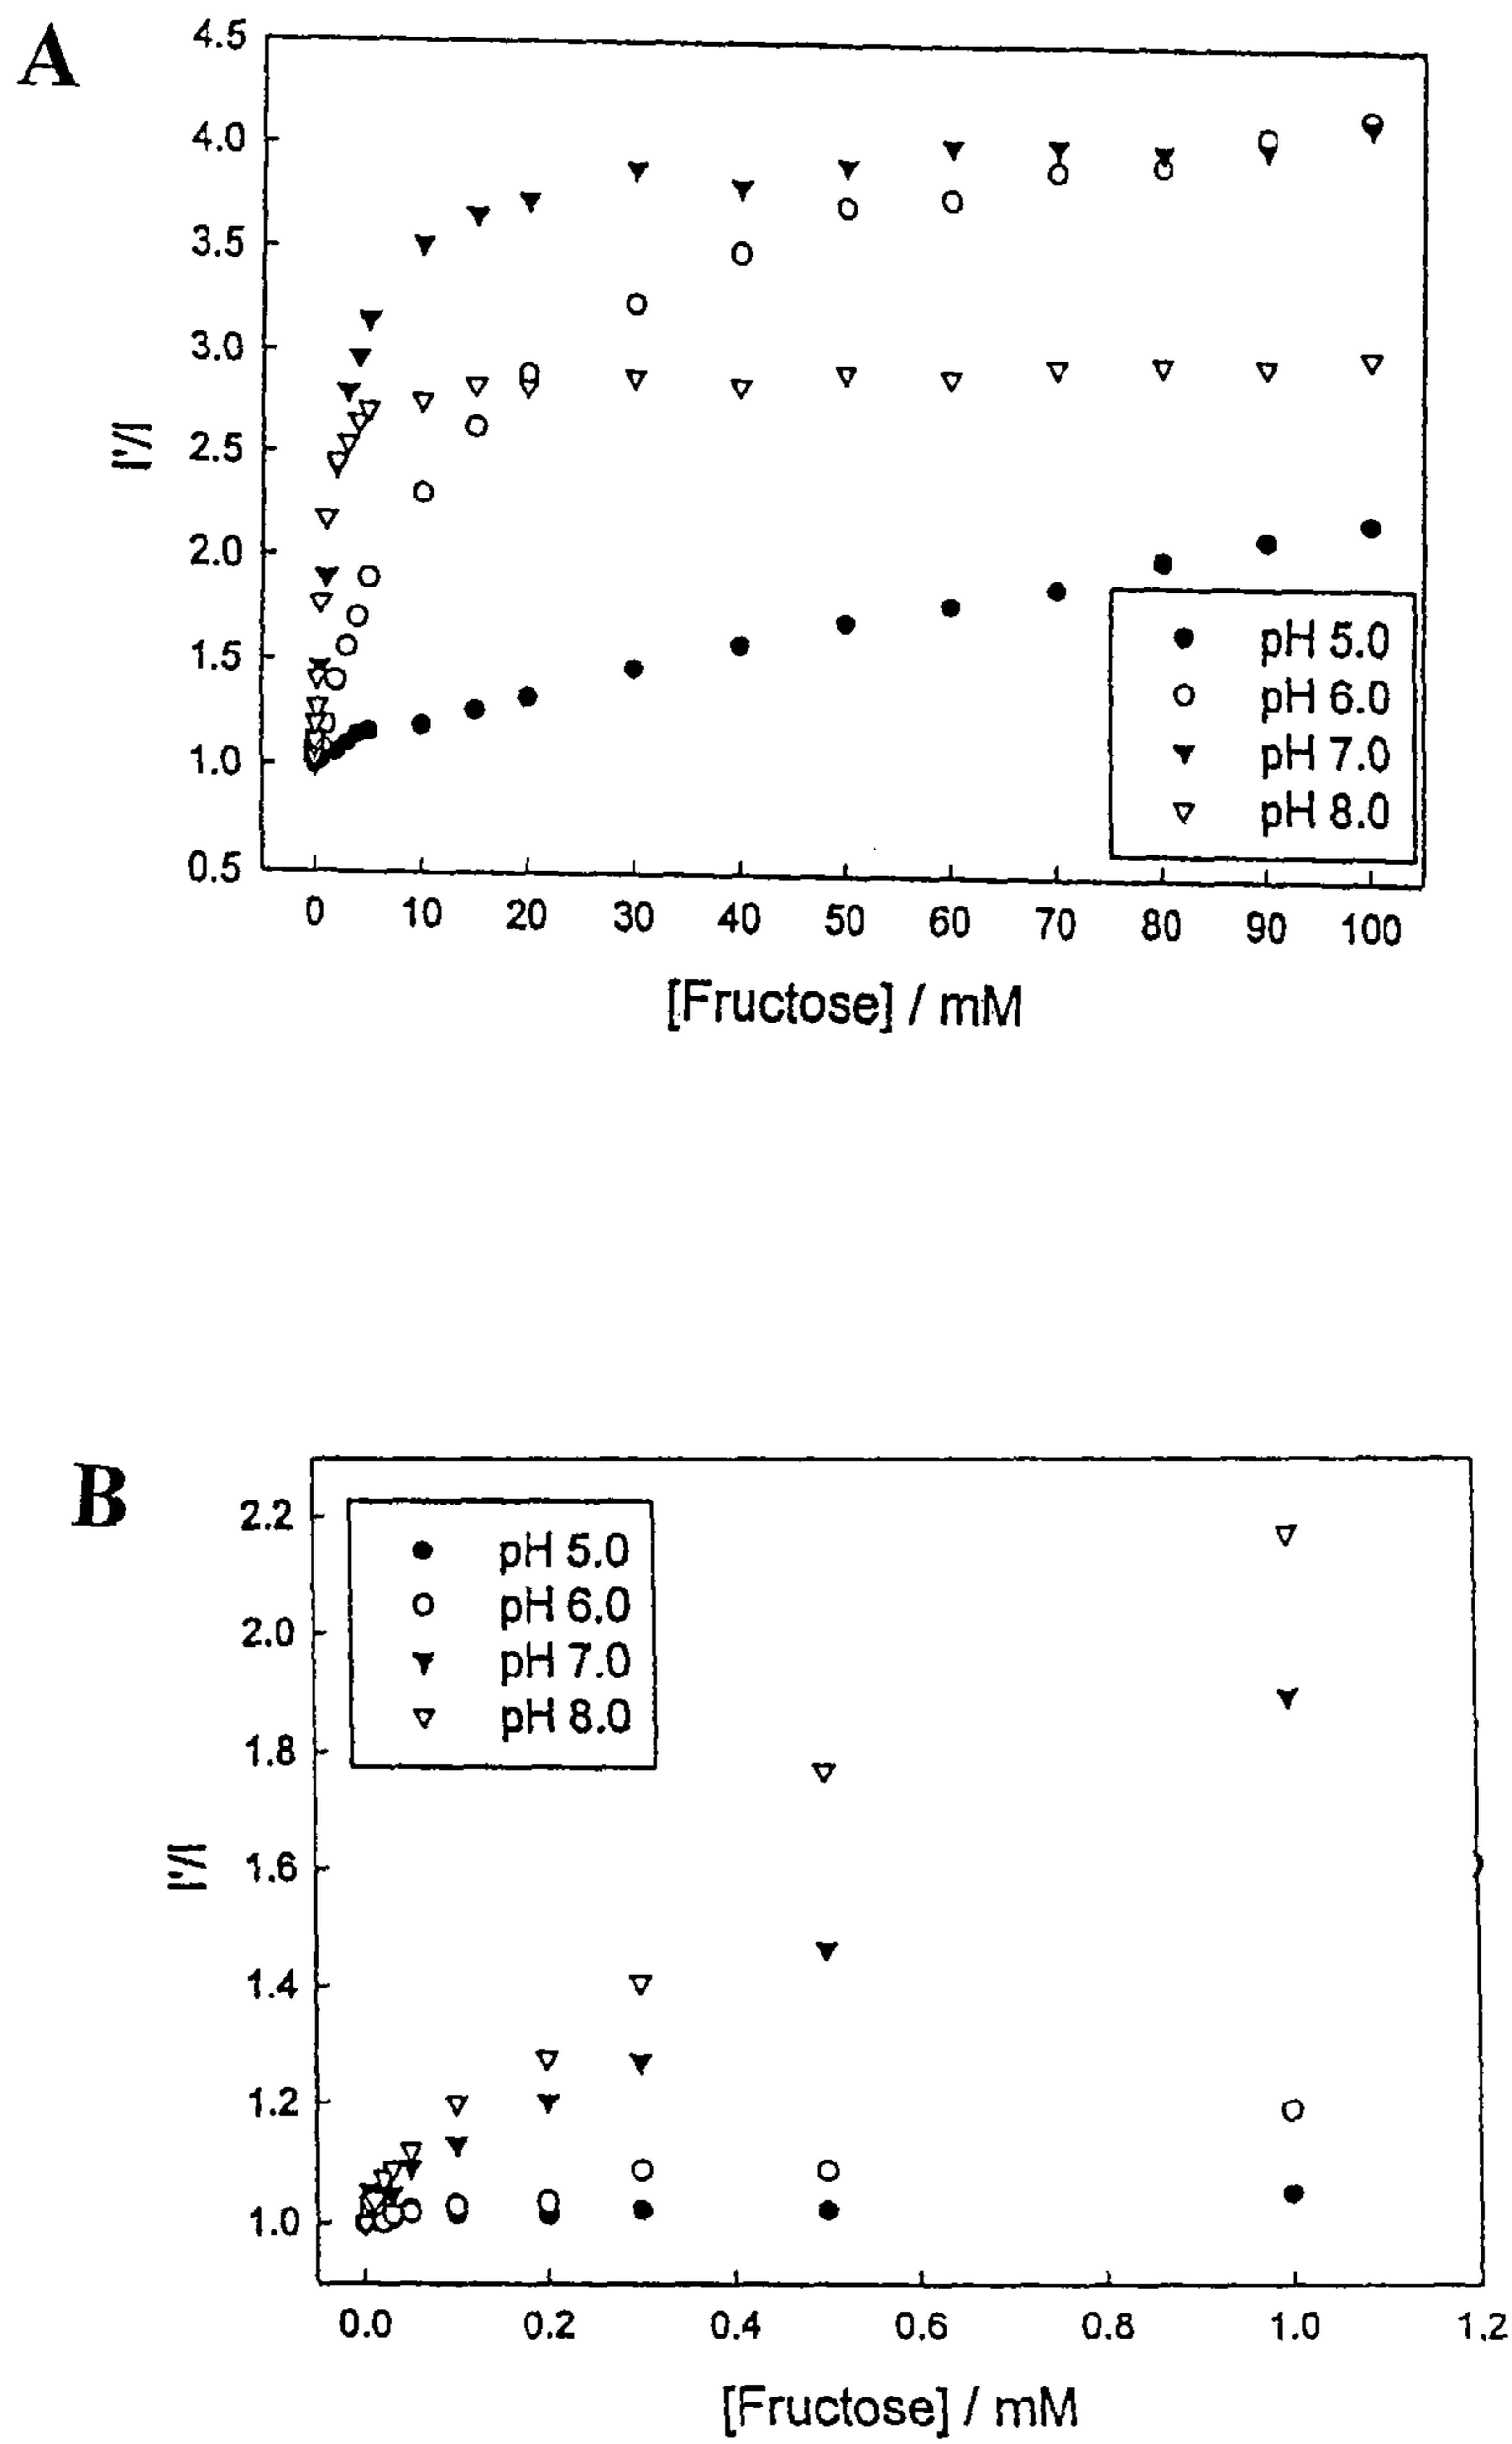 A
4.5
4.0
3.5
3.0
2.5
2.0
1.5
1.0
0.5
I'/I
pH 5.0
pH 6.0
pH 7.0
pH 8.0
0 10 20 30 40 50 60 70 80 90 100
[Fructose] / mM
B
2.2
2.0
1.8
1.6
1.4
1.2
1.0
I'/I
pH 5.0
pH 6.0
pH 7.0
pH 8.0
0.0 0.2 0.4 0.6 0.8 1.0 1.2
[Fructose] / mM